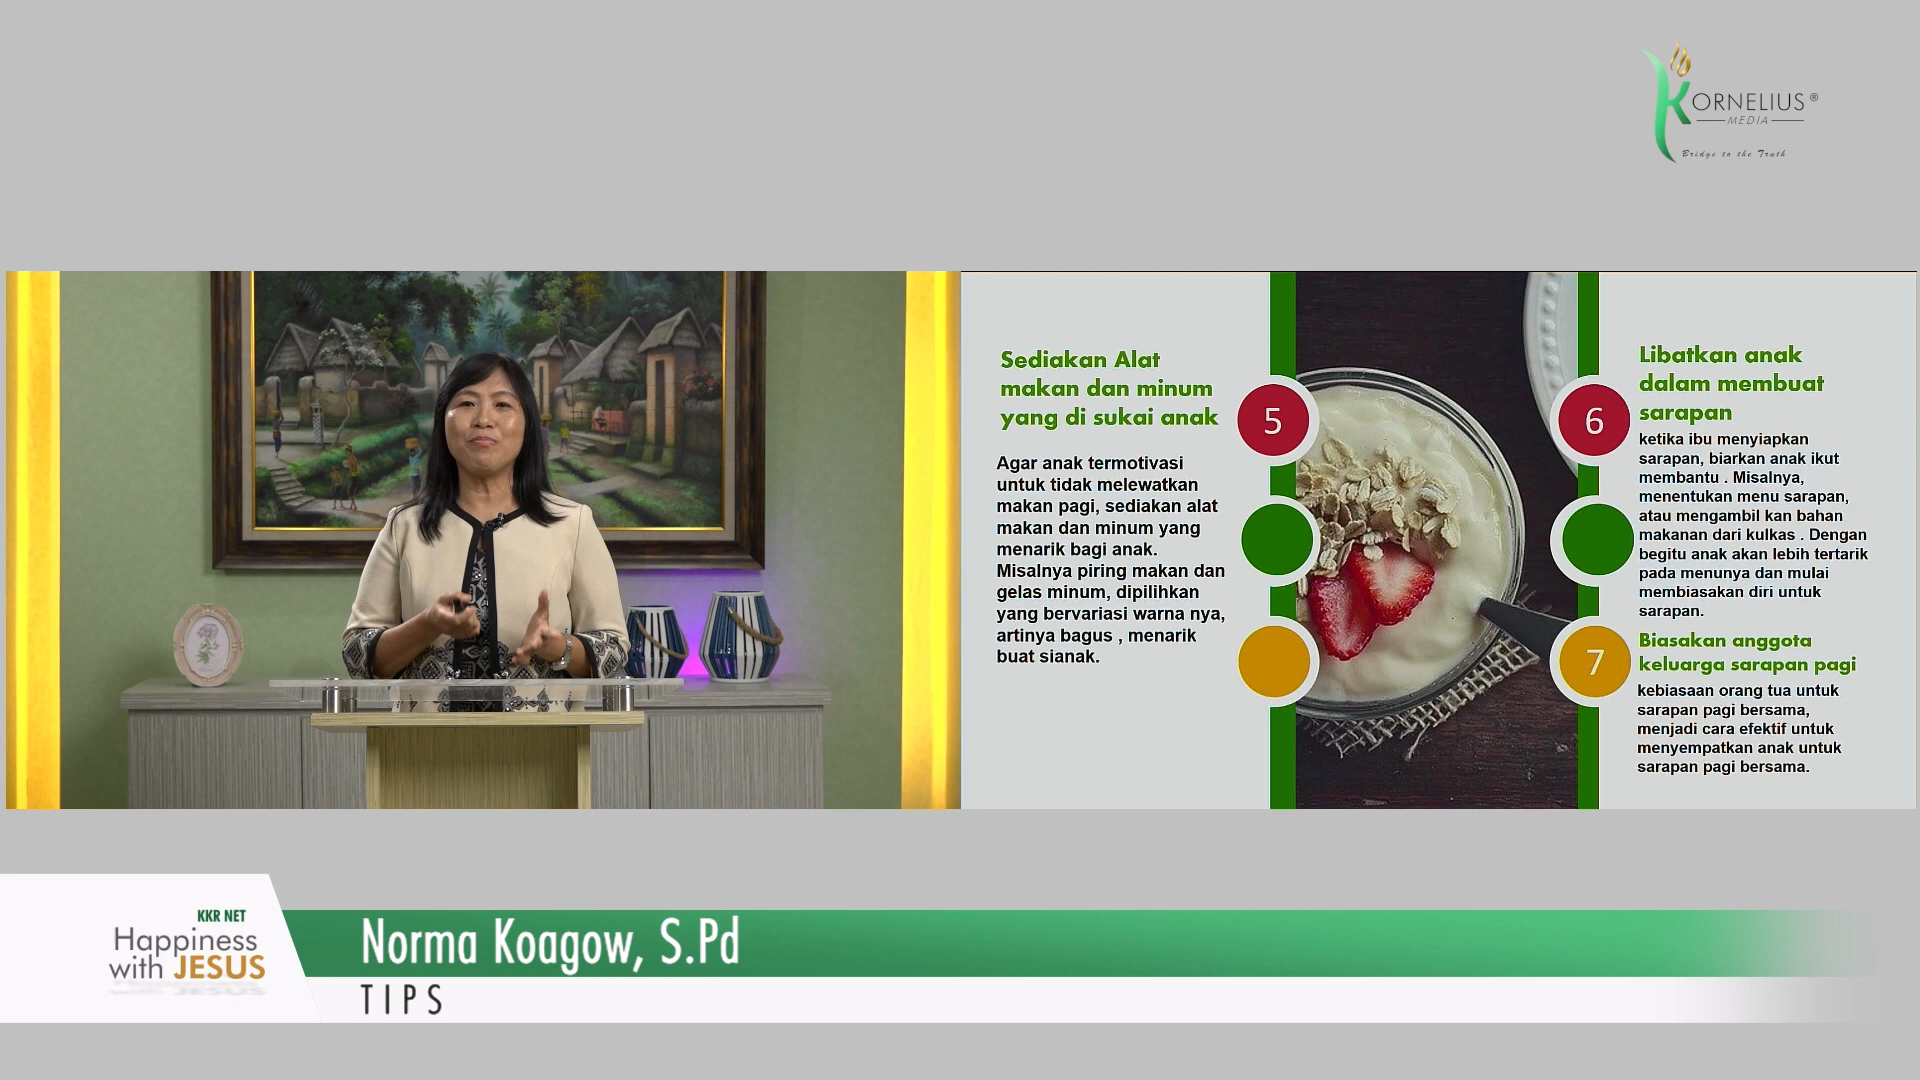 KORNELIUS ®
MEDIA
Bridge to the Truth
Sediakan Alat
makan dan minum
yang di sukai anak
Agar anak termotivasi
untuk tidak melewatkan
makan pagi, sediakan alat
makan dan minum yang
menarik bagi anak.
Misalnya piring makan dan
gelas minum, dipilihkan
yang bervariasi warna nya,
artinya bagus , menarik
buat sianak.
5
6
Libatkan anak
dalam membuat
sarapan
ketika ibu menyiapkan
sarapan, biarkan anak ikut
membantu . Misalnya,
menentukan menu sarapan,
atau mengambil kan bahan
makanan dari kulkas . Dengan
begitu anak akan lebih tertarik
pada menunya dan mulai
membiasakan diri untuk
sarapan.
7
Biasakan anggota
keluarga sarapan pagi
kebiasaan orang tua untuk
sarapan pagi bersama,
menjadi cara efektif untuk
menyempatkan anak untuk
sarapan pagi bersama.
KKR NET
Happiness
with JESUS
Norma Koagow, S.Pd
TIPS